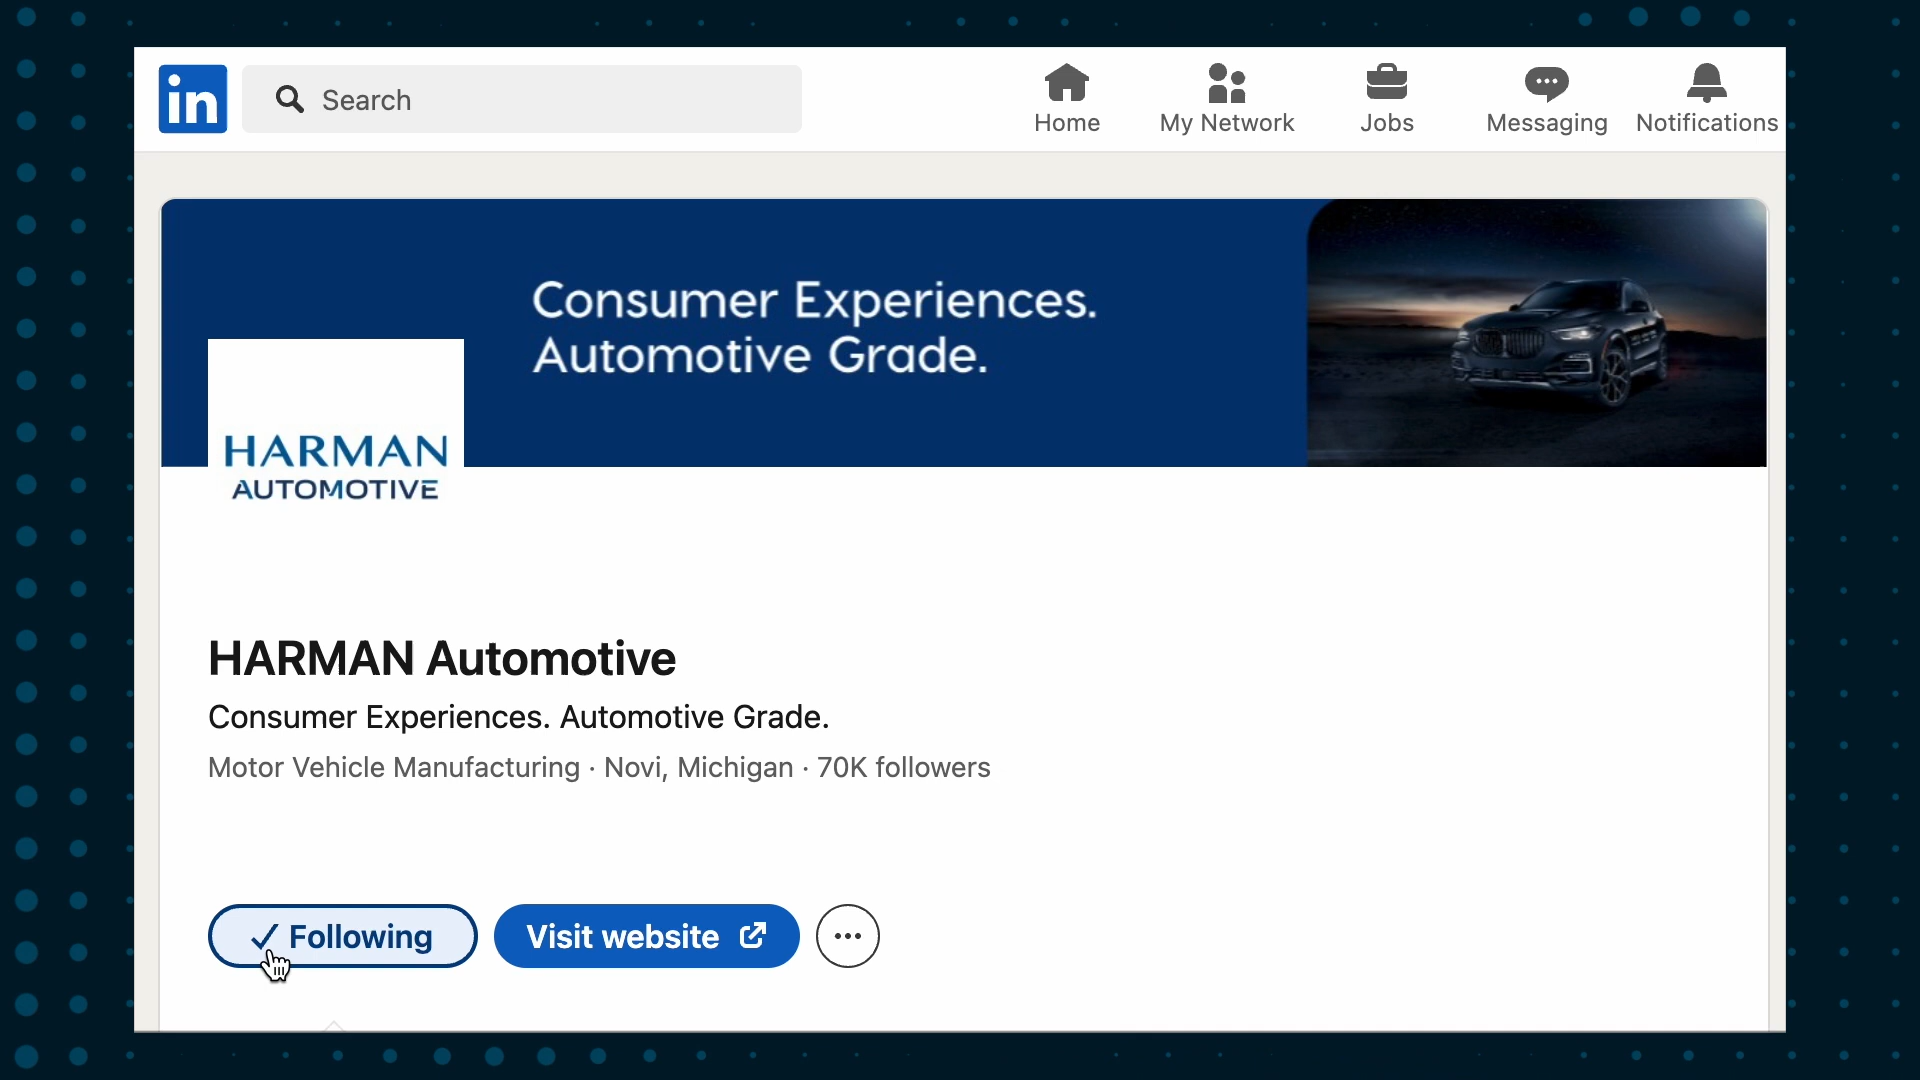 in
Search
Home
My Network
Jobs
Messaging
Notifications
Consumer Experiences.
Automotive Grade.
HARMAN
AUTOMOTIVE
HARMAN Automotive
Consumer Experiences. Automotive Grade.
Motor Vehicle Manufacturing · Novi, Michigan · 70K followers
Following
Visit website